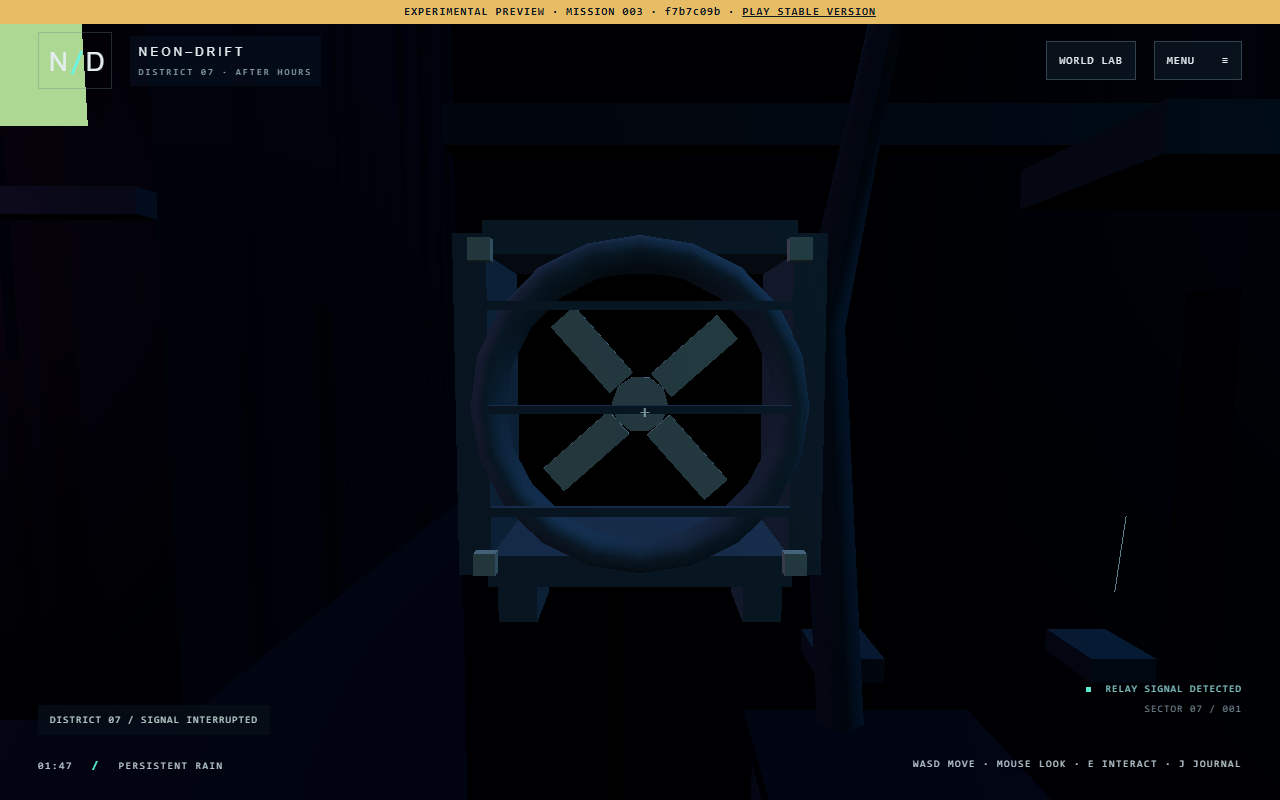 EXPERIMENTAL PREVIEW · MISSION 003 · f7b7c09b · PLAY STABLE VERSION
N/D
NEON—DRIFT
DISTRICT 07 · AFTER HOURS
WORLD LAB
MENU ≡
RELAY SIGNAL DETECTED
SECTOR 07 / 001
DISTRICT 07 / SIGNAL INTERRUPTED
01:47 / PERSISTENT RAIN
WASD MOVE · MOUSE LOOK · E INTERACT · J JOURNAL